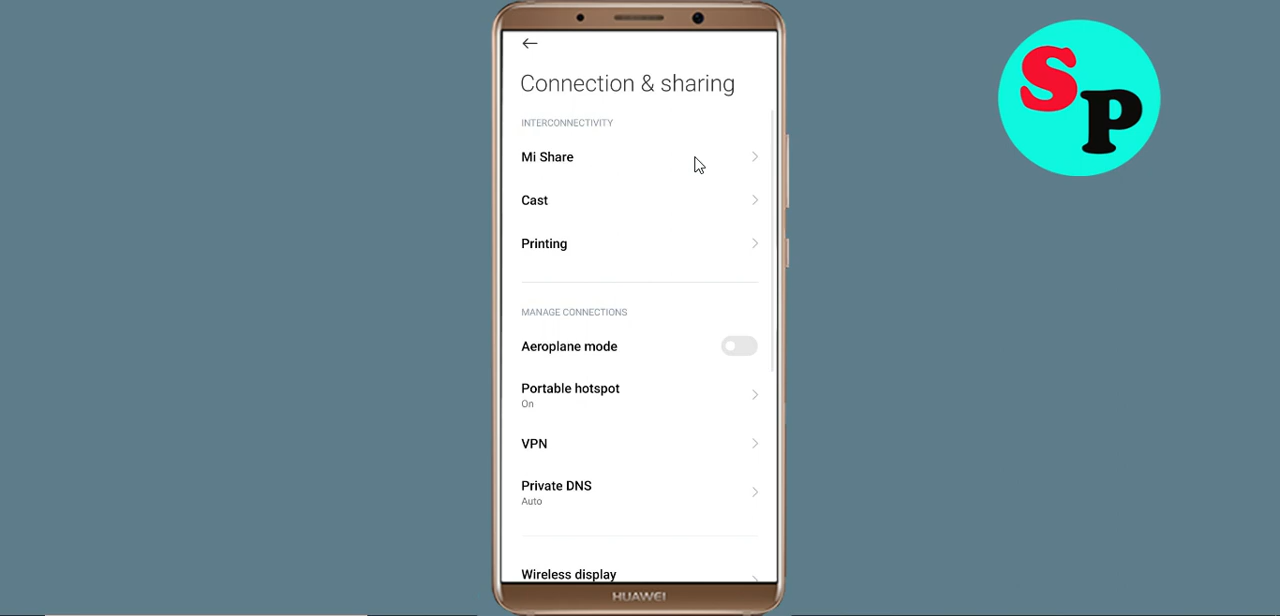 Connection & sharing
INTERCONNECTIVITY
Mi Share
Cast
Printing
MANAGE CONNECTIONS
Aeroplane mode
Portable hotspot
On
VPN
Private DNS
Auto
Wireless display
HUAWEI
SP